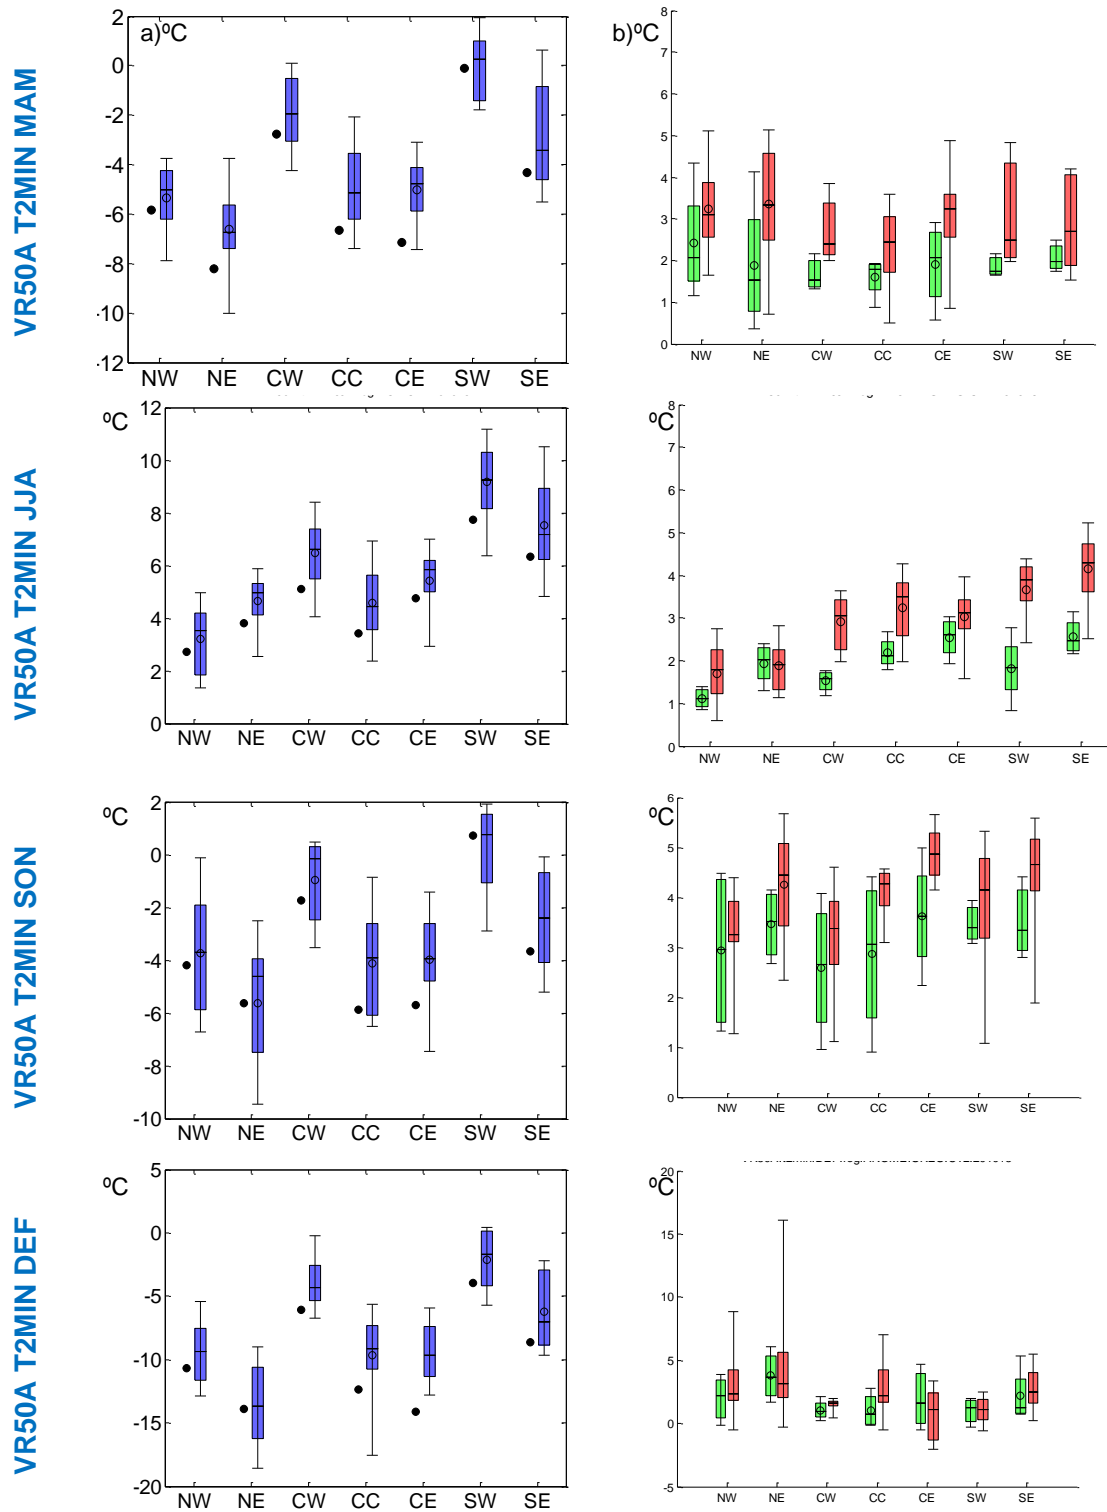 VR50A T2MIN MAM
a)ºC
2
0
-2
-4
-6
-8
-10
-12
NW NE CW CC CE SW SE
b)ºC
8
7
6
5
4
3
2
1
0
NW NE CW CC CE SW SE
VR50A T2MIN JJA
ºC
12
10
8
6
4
2
0
NW NE CW CC CE SW SE
ºC
8
7
6
5
4
3
2
1
0
NW NE CW CC CE SW SE
VR50A T2MIN SON
ºC
2
0
-2
-4
-6
-8
-10
NW NE CW CC CE SW SE
ºC
6
5
4
3
2
1
0
NW NE CW CC CE SW SE
VR50A T2MIN DEF
ºC
5
0
-5
-10
-15
-20
NW NE CW CC CE SW SE
ºC
20
15
10
5
0
-5
NW NE CW CC CE SW SE